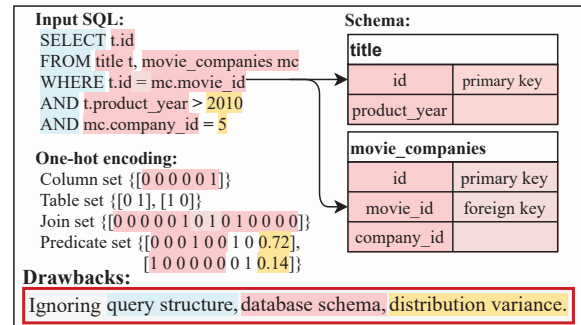 Input SQL:
SELECT t.id
FROM title t, movie_companies mc
WHERE t.id = mc.movie_id
AND t.product_year > 2010
AND mc.company_id = 5
One-hot encoding:
Column set {[0 0 0 0 0 1]}
Table set {[0 1], [1 0]}
Join set {[0 0 0 0 0 1 0 1 0 1 0 0 0 0]}
Predicate set {[0 0 0 1 0 0 1 0 0.72],
[1 0 0 0 0 0 0 1 0.14]}
Schema:
title
id primary key
product_year
movie_companies
id primary key
movie_id foreign key
company_id
Drawbacks:
Ignoring query structure, database schema, distribution variance.